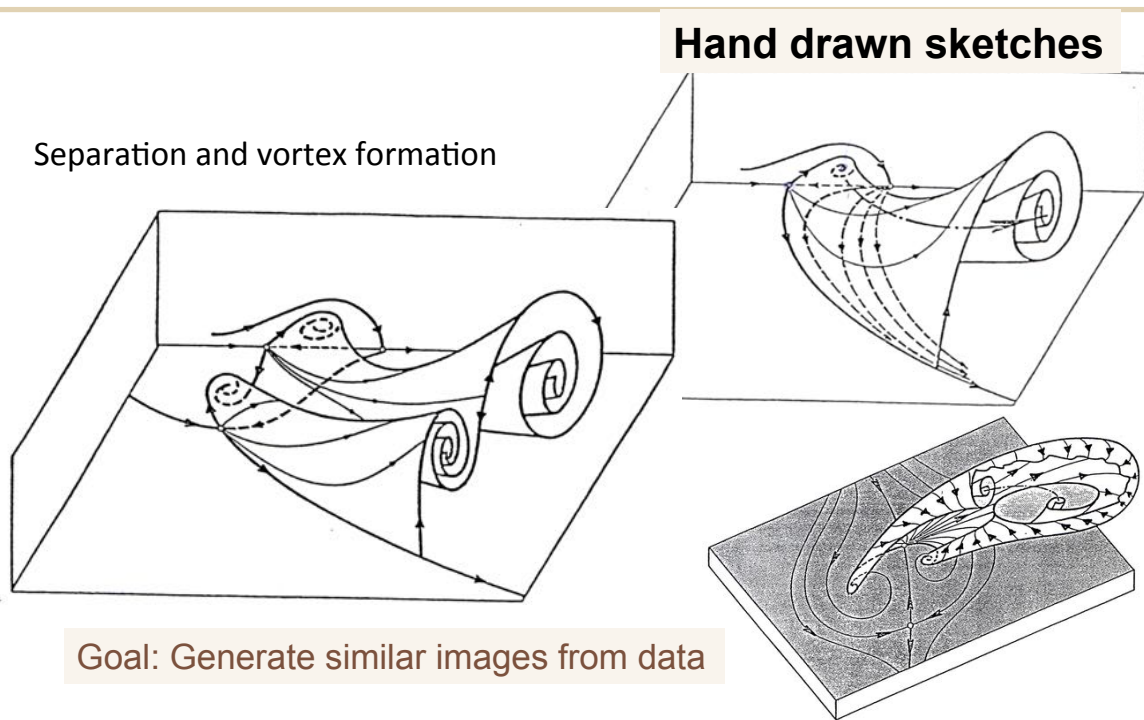 Hand drawn sketches
Separation and vortex formation
Goal: Generate similar images from data